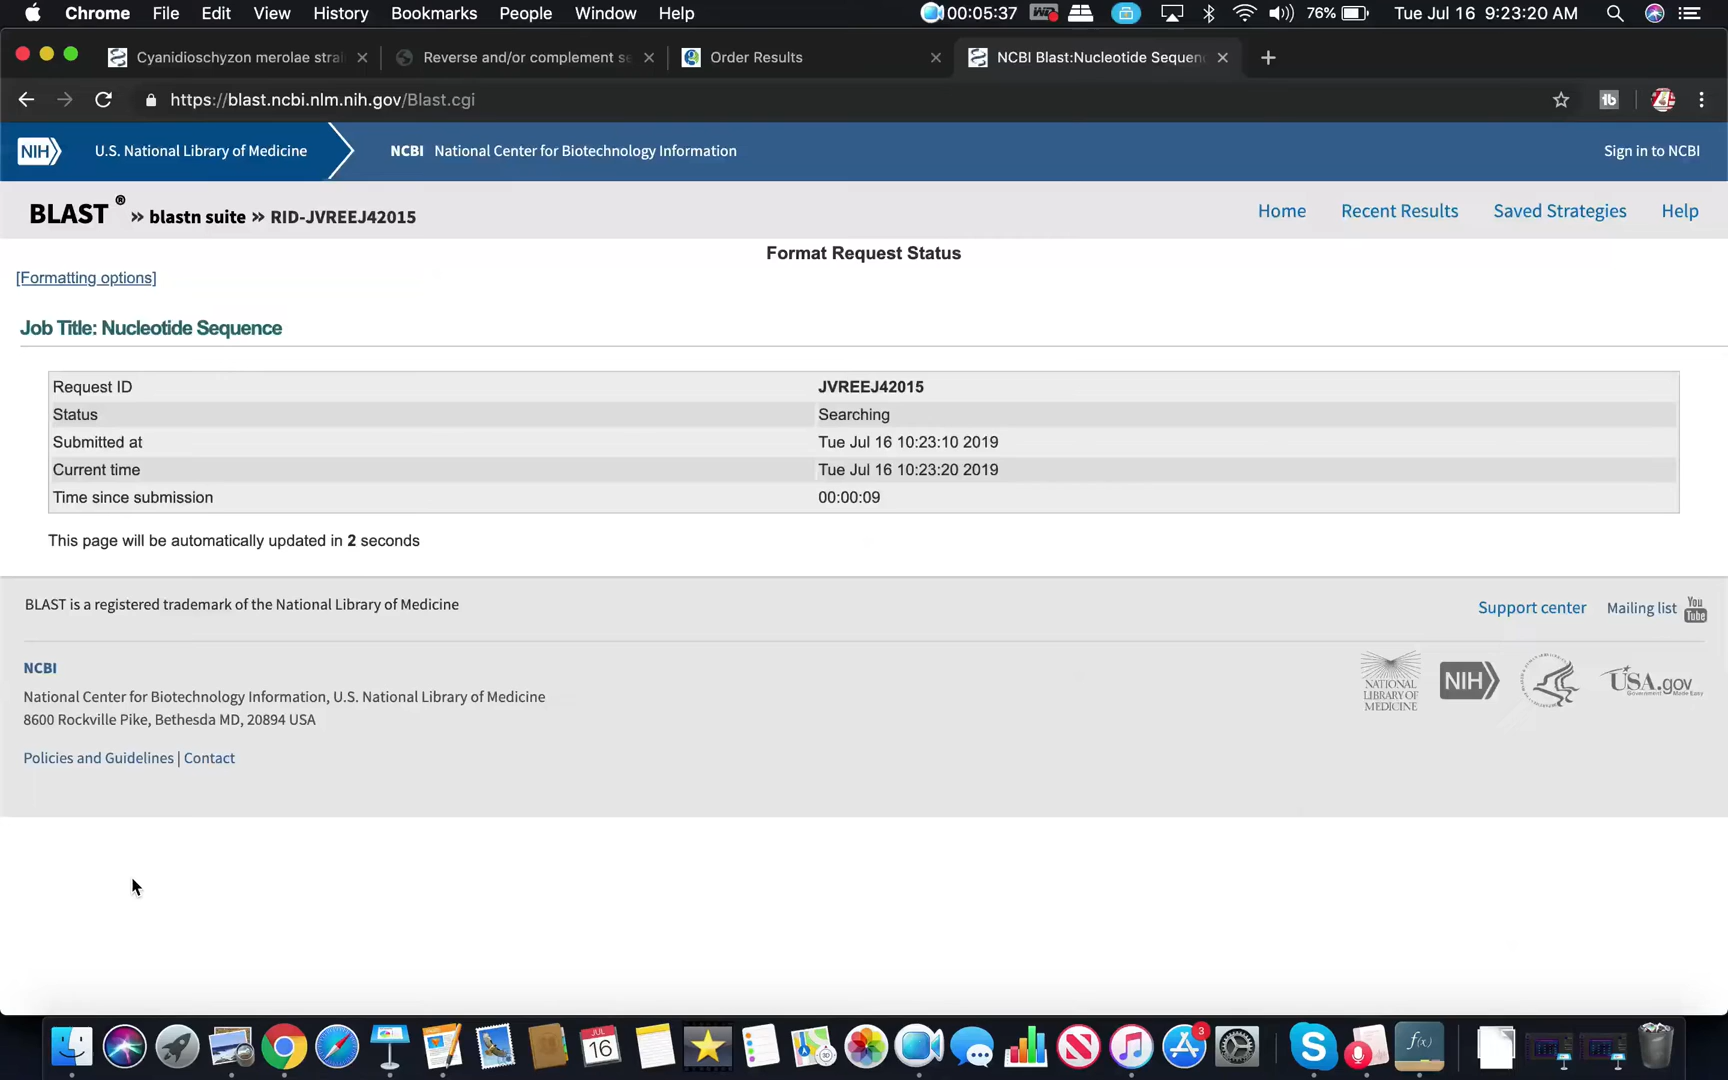 Chrome File Edit View History Bookmarks People Window Help 00:05:37 76% Tue Jul 16 9:23:20 AM
Cyanidioschyzon merolae strai Reverse and/or complement se Order Results NCBI Blast:Nucleotide Sequen
https://blast.ncbi.nlm.nih.gov/Blast.cgi
NIH U.S. National Library of Medicine NCBI National Center for Biotechnology Information Sign in to NCBI
BLAST ® » blastn suite » RID-JVREEJ42015 Home Recent Results Saved Strategies Help
Format Request Status
[Formatting options]
Job Title: Nucleotide Sequence
Request ID JVREEJ42015
Status Searching
Submitted at Tue Jul 16 10:23:10 2019
Current time Tue Jul 16 10:23:20 2019
Time since submission 00:00:09
This page will be automatically updated in 2 seconds
BLAST is a registered trademark of the National Library of Medicine Support center Mailing list You Tube
NCBI
National Center for Biotechnology Information, U.S. National Library of Medicine
8600 Rockville Pike, Bethesda MD, 20894 USA
NATIONAL LIBRARY OF MEDICINE NIH USA.gov
Policies and Guidelines | Contact
JUL
16
3
S
f(x)